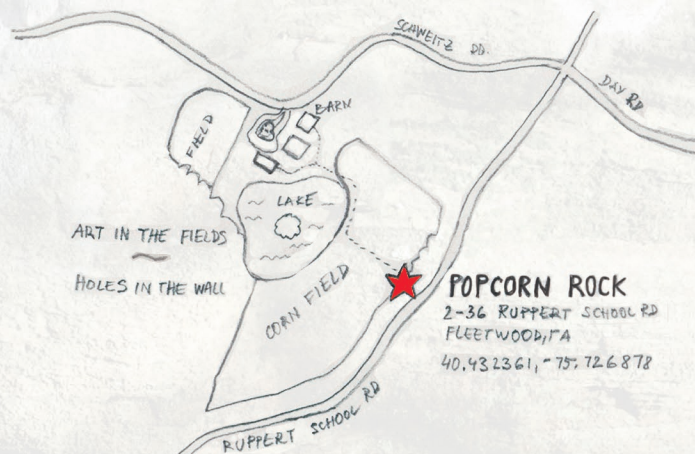 SCHWEITZ RD.
DAY RD
BARN
FIELD
LAKE
ART IN THE FIELDS
HOLES IN THE WALL
CORN FIELD
POPCORN ROCK
2-36 RUPPERT SCHOOL RD
FLEETWOOD, PA
40.432361, -75.726878
RUPPERT SCHOOL RD